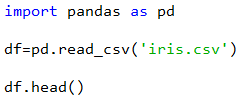 import pandas as pd
df=pd.read_csv('iris.csv')
df.head()